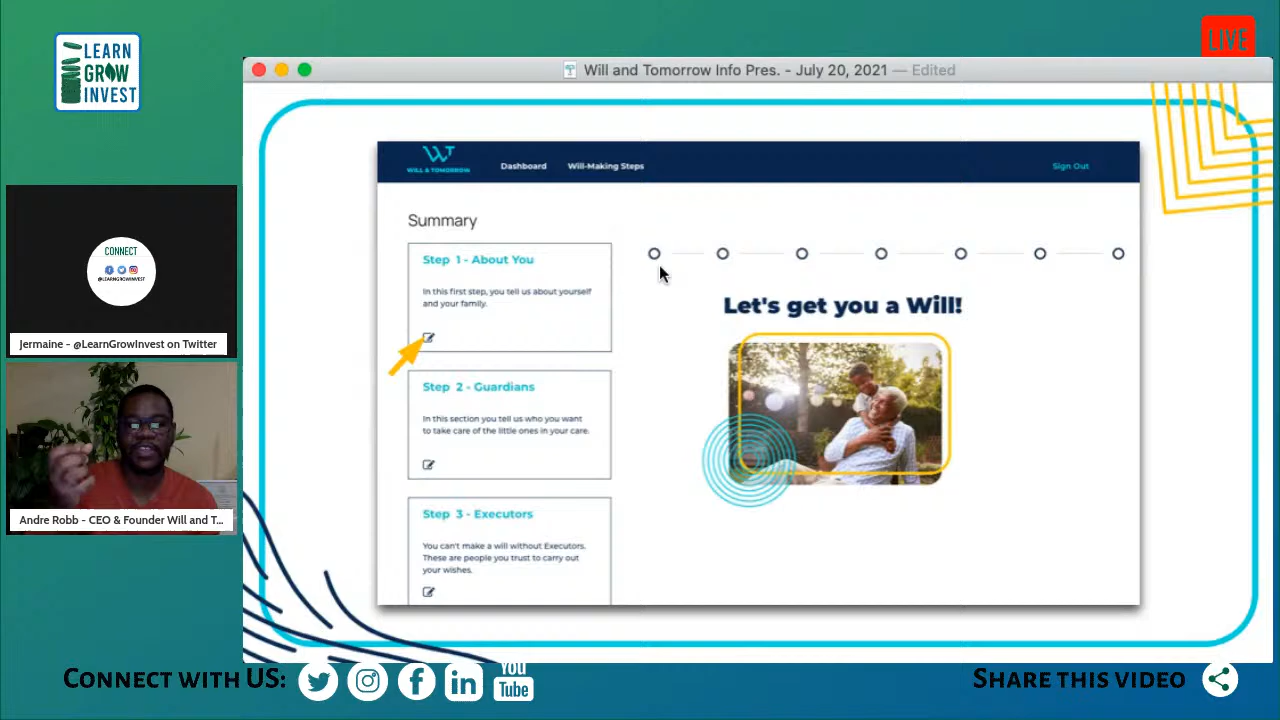 LEARN
GROW
INVEST
LIVE
Will and Tomorrow Info Pres. - July 20, 2021 — Edited
WT
WILL & TOMORROW
Dashboard
Will-Making Steps
Sign Out
Summary
Step 1 - About You
In this first step, you tell us about yourself
and your family.
Step 2 - Guardians
In this section you tell us who you want
to take care of the little ones in your care.
Step 3 - Executors
You can't make a will without Executors.
These are people you trust to carry out
your wishes.
Let's get you a Will!
CONNECT
@LEARNGROWINVEST
Jermaine - @LearnGrowInvest on Twitter
Andre Robb - CEO & Founder Will and T...
CONNECT WITH US:
You
Tube
SHARE THIS VIDEO